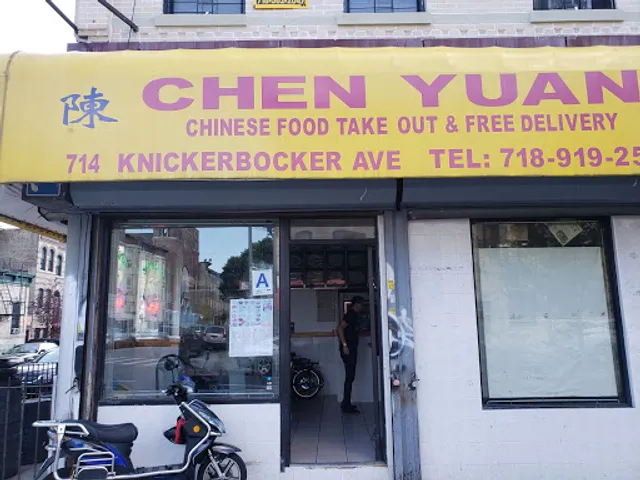 陳
CHEN YUAN
CHINESE FOOD TAKE OUT & FREE DELIVERY
714 KNICKERBOCKER AVE TEL: 718-919-25
A